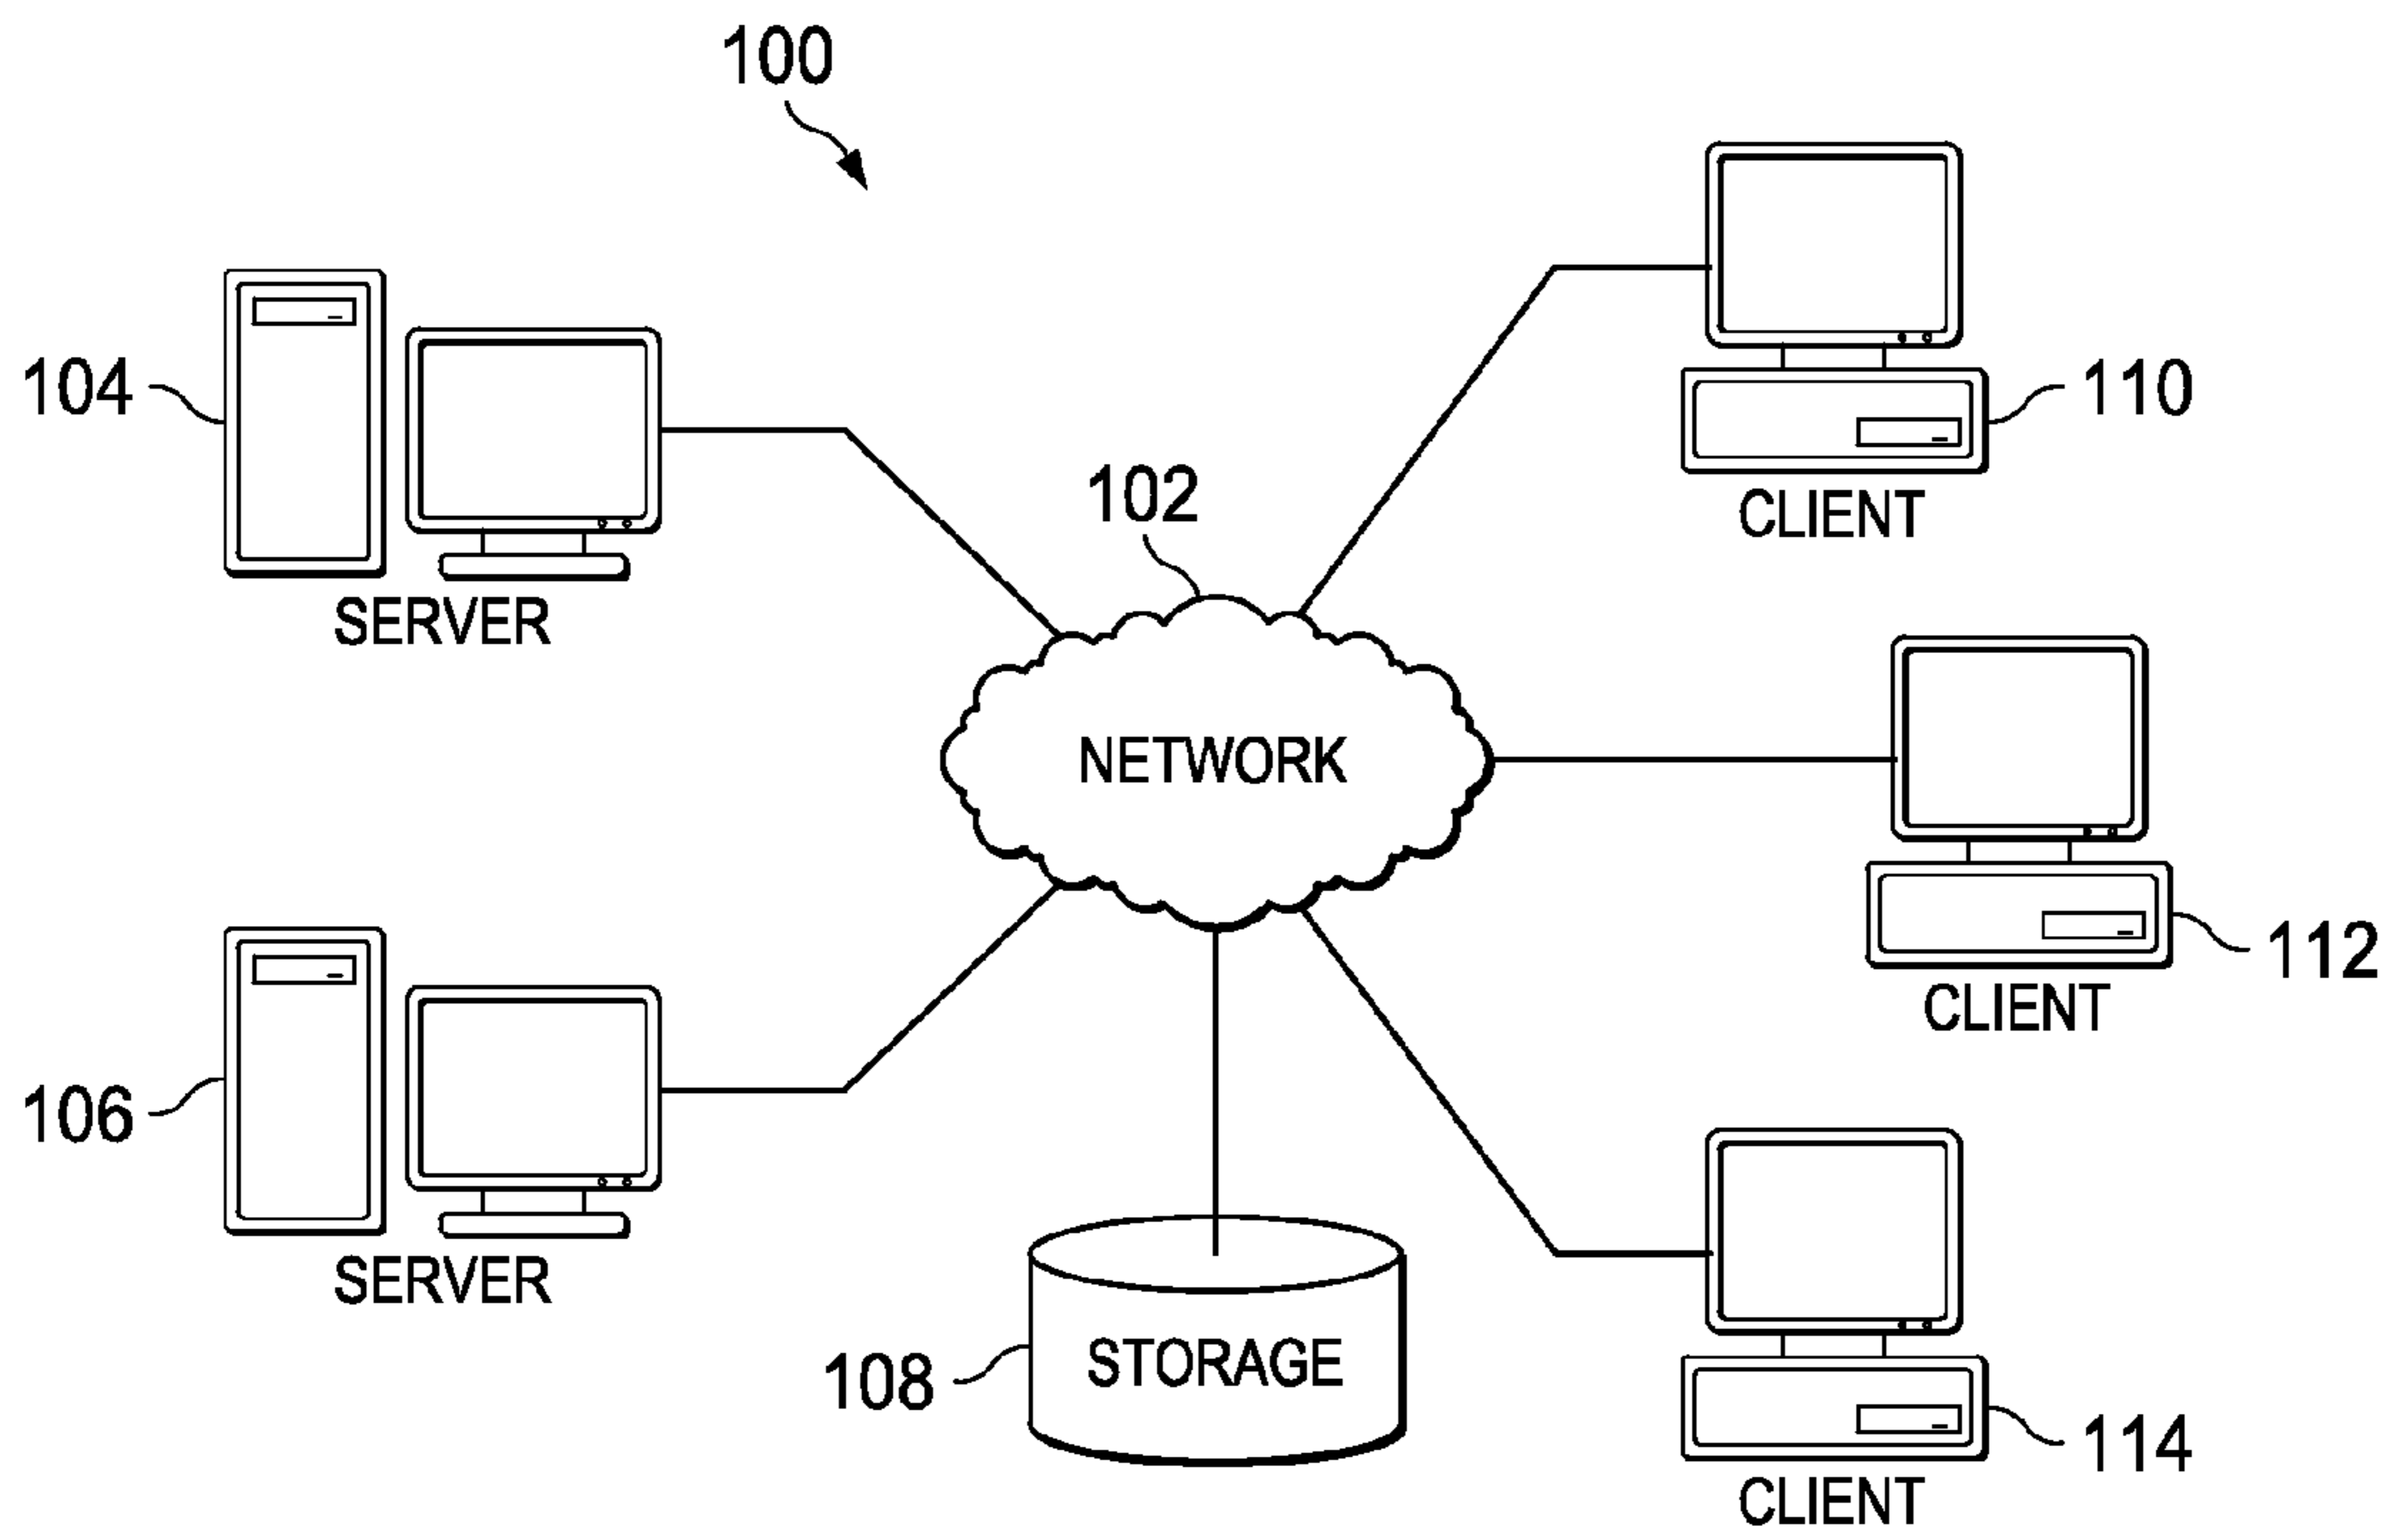 100
104
SERVER
102
110
CLIENT
NETWORK
112
CLIENT
106
SERVER
108
STORAGE
114
CLIENT